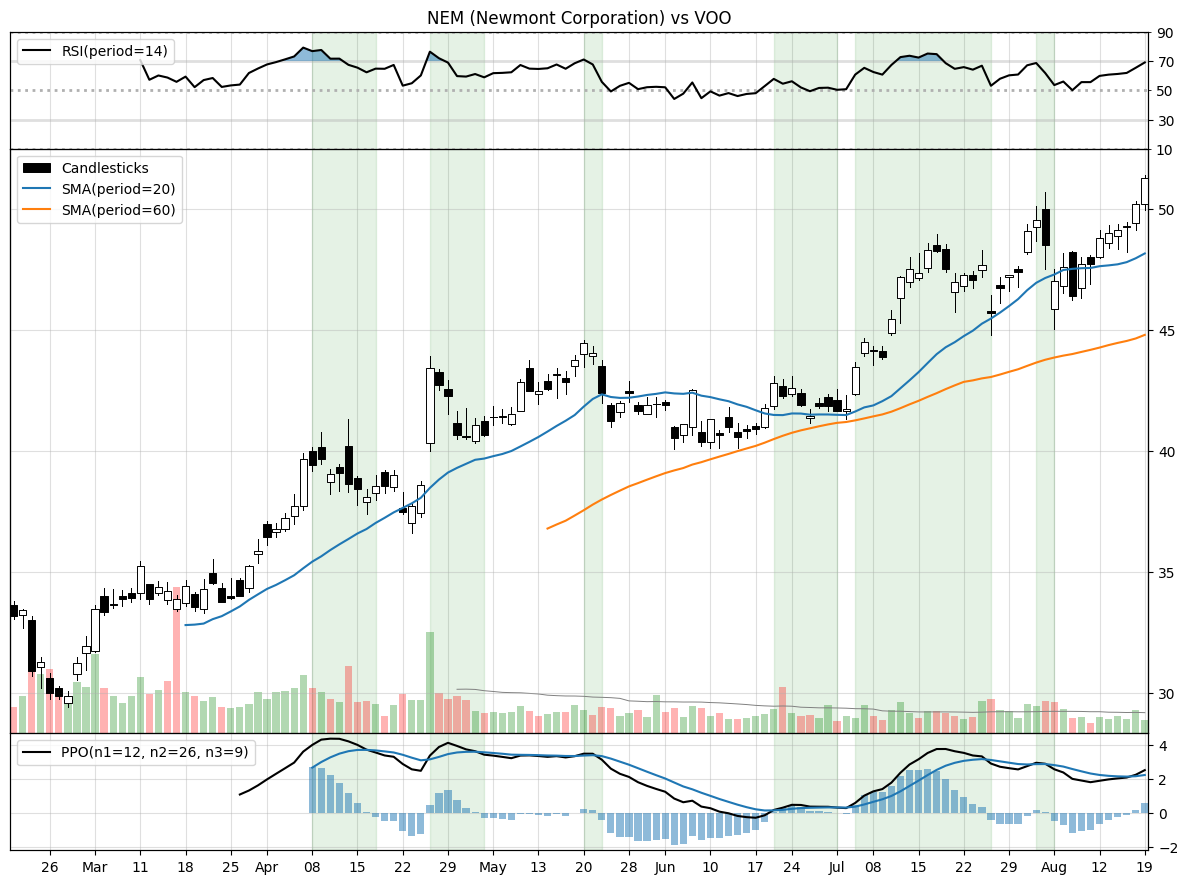 NEM (Newmont Corporation) vs VOO
RSI(period=14)
90
70
50
30
10
Candlesticks
SMA(period=20)
SMA(period=60)
50
45
40
35
30
PPO(n1=12, n2=26, n3=9)
4
2
0
−2
26 Mar 11 18 25 Apr 08 15 22 29 May 13 20 28 Jun 10 17 24 Jul 08 15 22 29 Aug 12 19